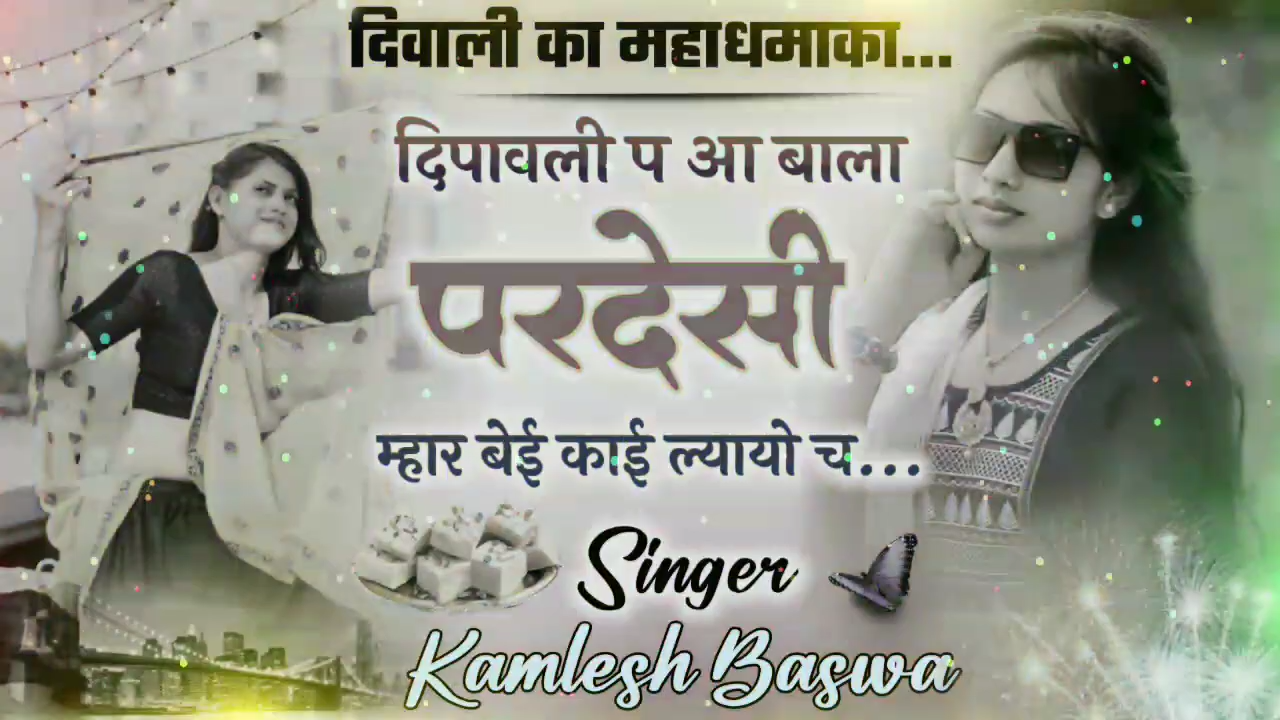 दिवाली का महाधमाका...
दिपावली प आ बाला
परदेसी
म्हार बेई काई ल्यायो च...
Singer
Kamlesh Baswa